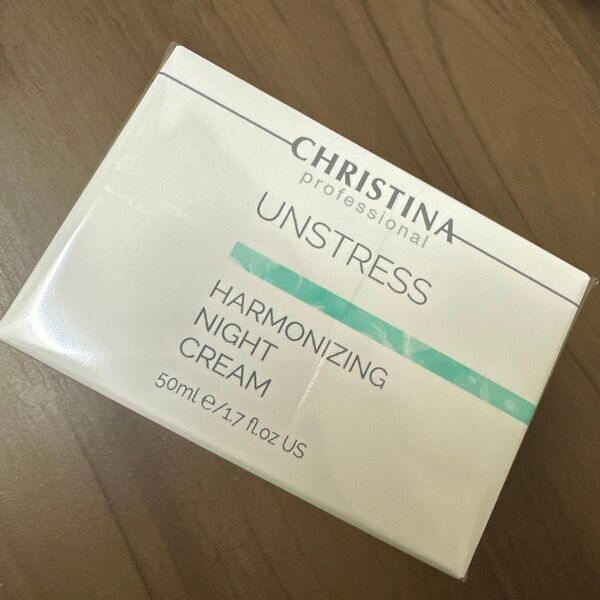 CHRISTINA
professional
UNSTRESS
HARMONIZING
NIGHT
CREAM
50ml e/1.7 fl.oz US